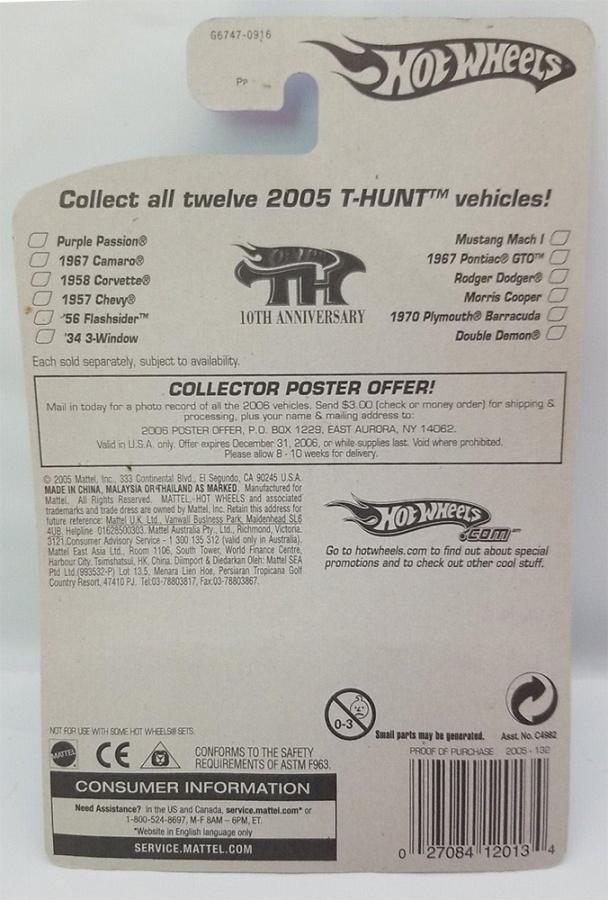 G6747-0916
Pp
HOT WHEELS
Collect all twelve 2005 T-HUNT™ vehicles!
Purple Passion®
1967 Camaro®
1958 Corvette®
1957 Chevy®
'56 Flashsider™
'34 3-Window
TH
10TH ANNIVERSARY
Mustang Mach I
1967 Pontiac® GTO™
Rodger Dodger®
Morris Cooper
1970 Plymouth® Barracuda
Double Demon®
Each sold separately, subject to availability.
COLLECTOR POSTER OFFER!
Mail in today for a photo record of all the 2006 vehicles. Send $3.00 (check or money order) for shipping &
processing, plus your name & mailing address to:
2006 POSTER OFFER, P.O. BOX 1229, EAST AURORA, NY 14052.
Valid in U.S.A. only. Offer expires December 31, 2006, or while supplies last. Void where prohibited.
Please allow 8 - 10 weeks for delivery.
© 2005 Mattel, Inc., 333 Continental Blvd., El Segundo, CA 90245 U.S.A.
MADE IN CHINA, MALAYSIA OR THAILAND AS MARKED. Manufactured for
Mattel. All Rights Reserved. MATTEL, HOT WHEELS and associated
trademarks and trade dress are owned by Mattel, Inc. Retain this address for
future reference: Mattel U.K. Ltd., Vanwall Business Park, Maidenhead SL6
4UB. Helpline 01628500303. Mattel Australia Pty., Ltd., Richmond, Victoria.
3121.Consumer Advisory Service - 1 300 135 312 (valid only in Australia).
Mattel East Asia Ltd., Room 1106, South Tower, World Finance Centre,
Harbour City, Tsimshatsui, HK, China. Diimport & Diedarkan Oleh: Mattel SEA
Ptd Ltd.(993532-P) Lot 13.5, Menara Lien Hoe, Persiaran Tropicana Golf
Country Resort, 47410 PJ. Tel:03-78803817, Fax:03-78803867.
HOT WHEELS
.COM™
Go to hotwheels.com to find out about special
promotions and to check out other cool stuff.
0-3
Small parts may be generated.
Asst. No. C4982
NOT FOR USE WITH SOME HOT WHEELS® SETS.
MATTEL
CE
CONFORMS TO THE SAFETY
REQUIREMENTS OF ASTM F963.
PROOF OF PURCHASE 2005 - 132
CONSUMER INFORMATION
Need Assistance? In the US and Canada, service.mattel.com* or
1-800-524-8697, M-F 8AM – 6PM, ET.
*Website in English language only
SERVICE.MATTEL.COM
0 27084 12013 4